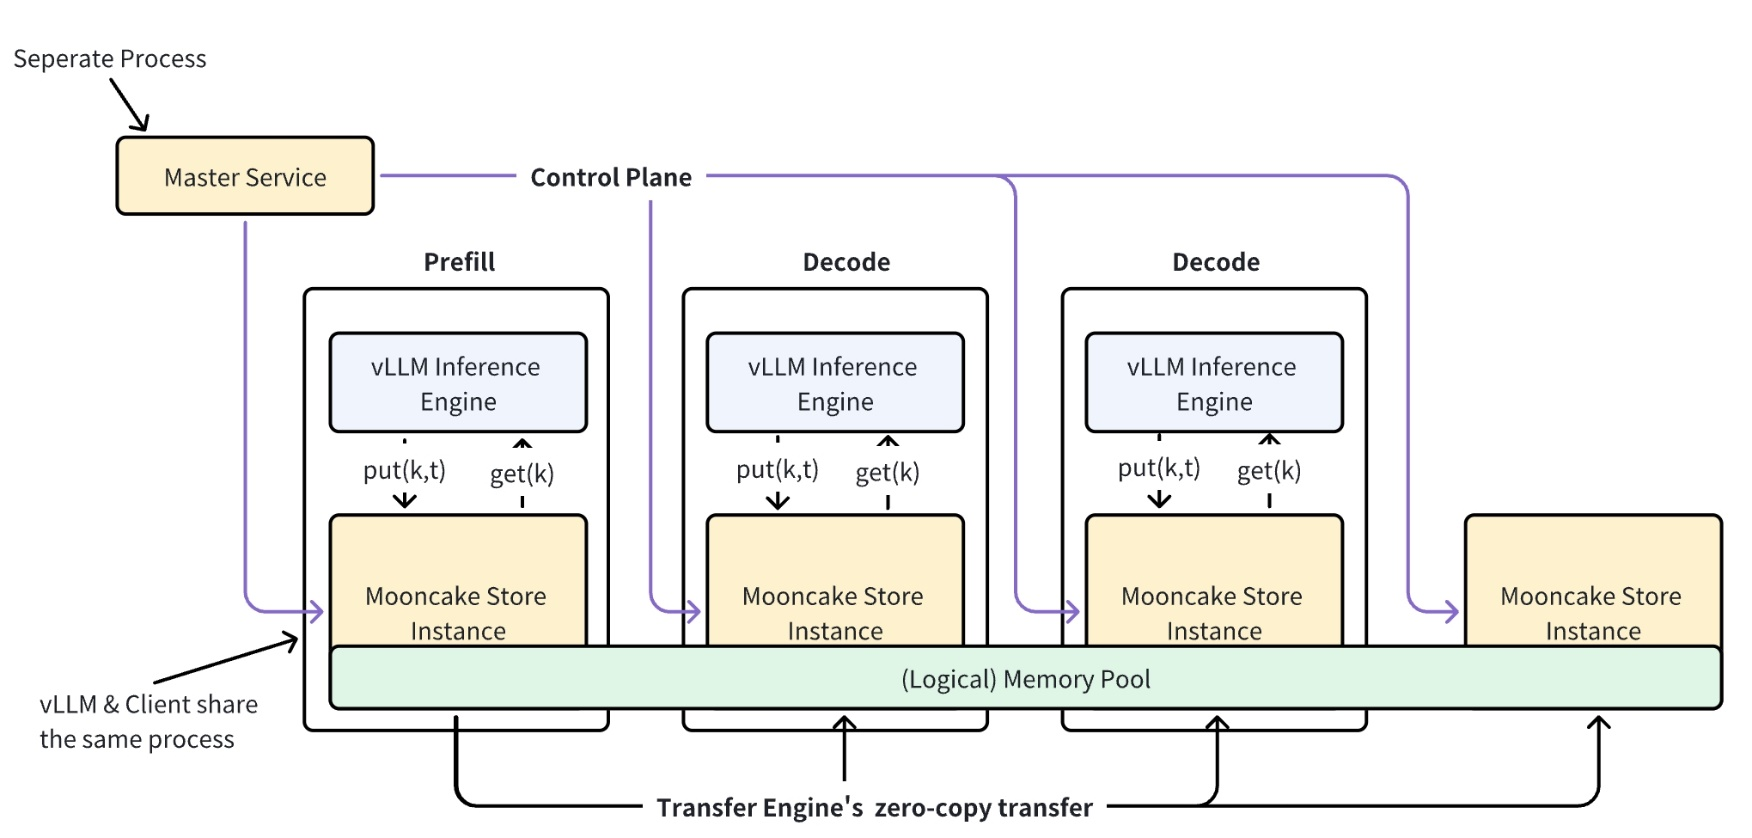 Seperate Process
Master Service
Control Plane
Prefill
Decode
Decode
vLLM Inference
Engine
vLLM Inference
Engine
vLLM Inference
Engine
put(k,t)
get(k)
put(k,t)
get(k)
put(k,t)
get(k)
Mooncake Store
Instance
Mooncake Store
Instance
Mooncake Store
Instance
Mooncake Store
Instance
(Logical) Memory Pool
vLLM & Client share
the same process
Transfer Engine's zero-copy transfer